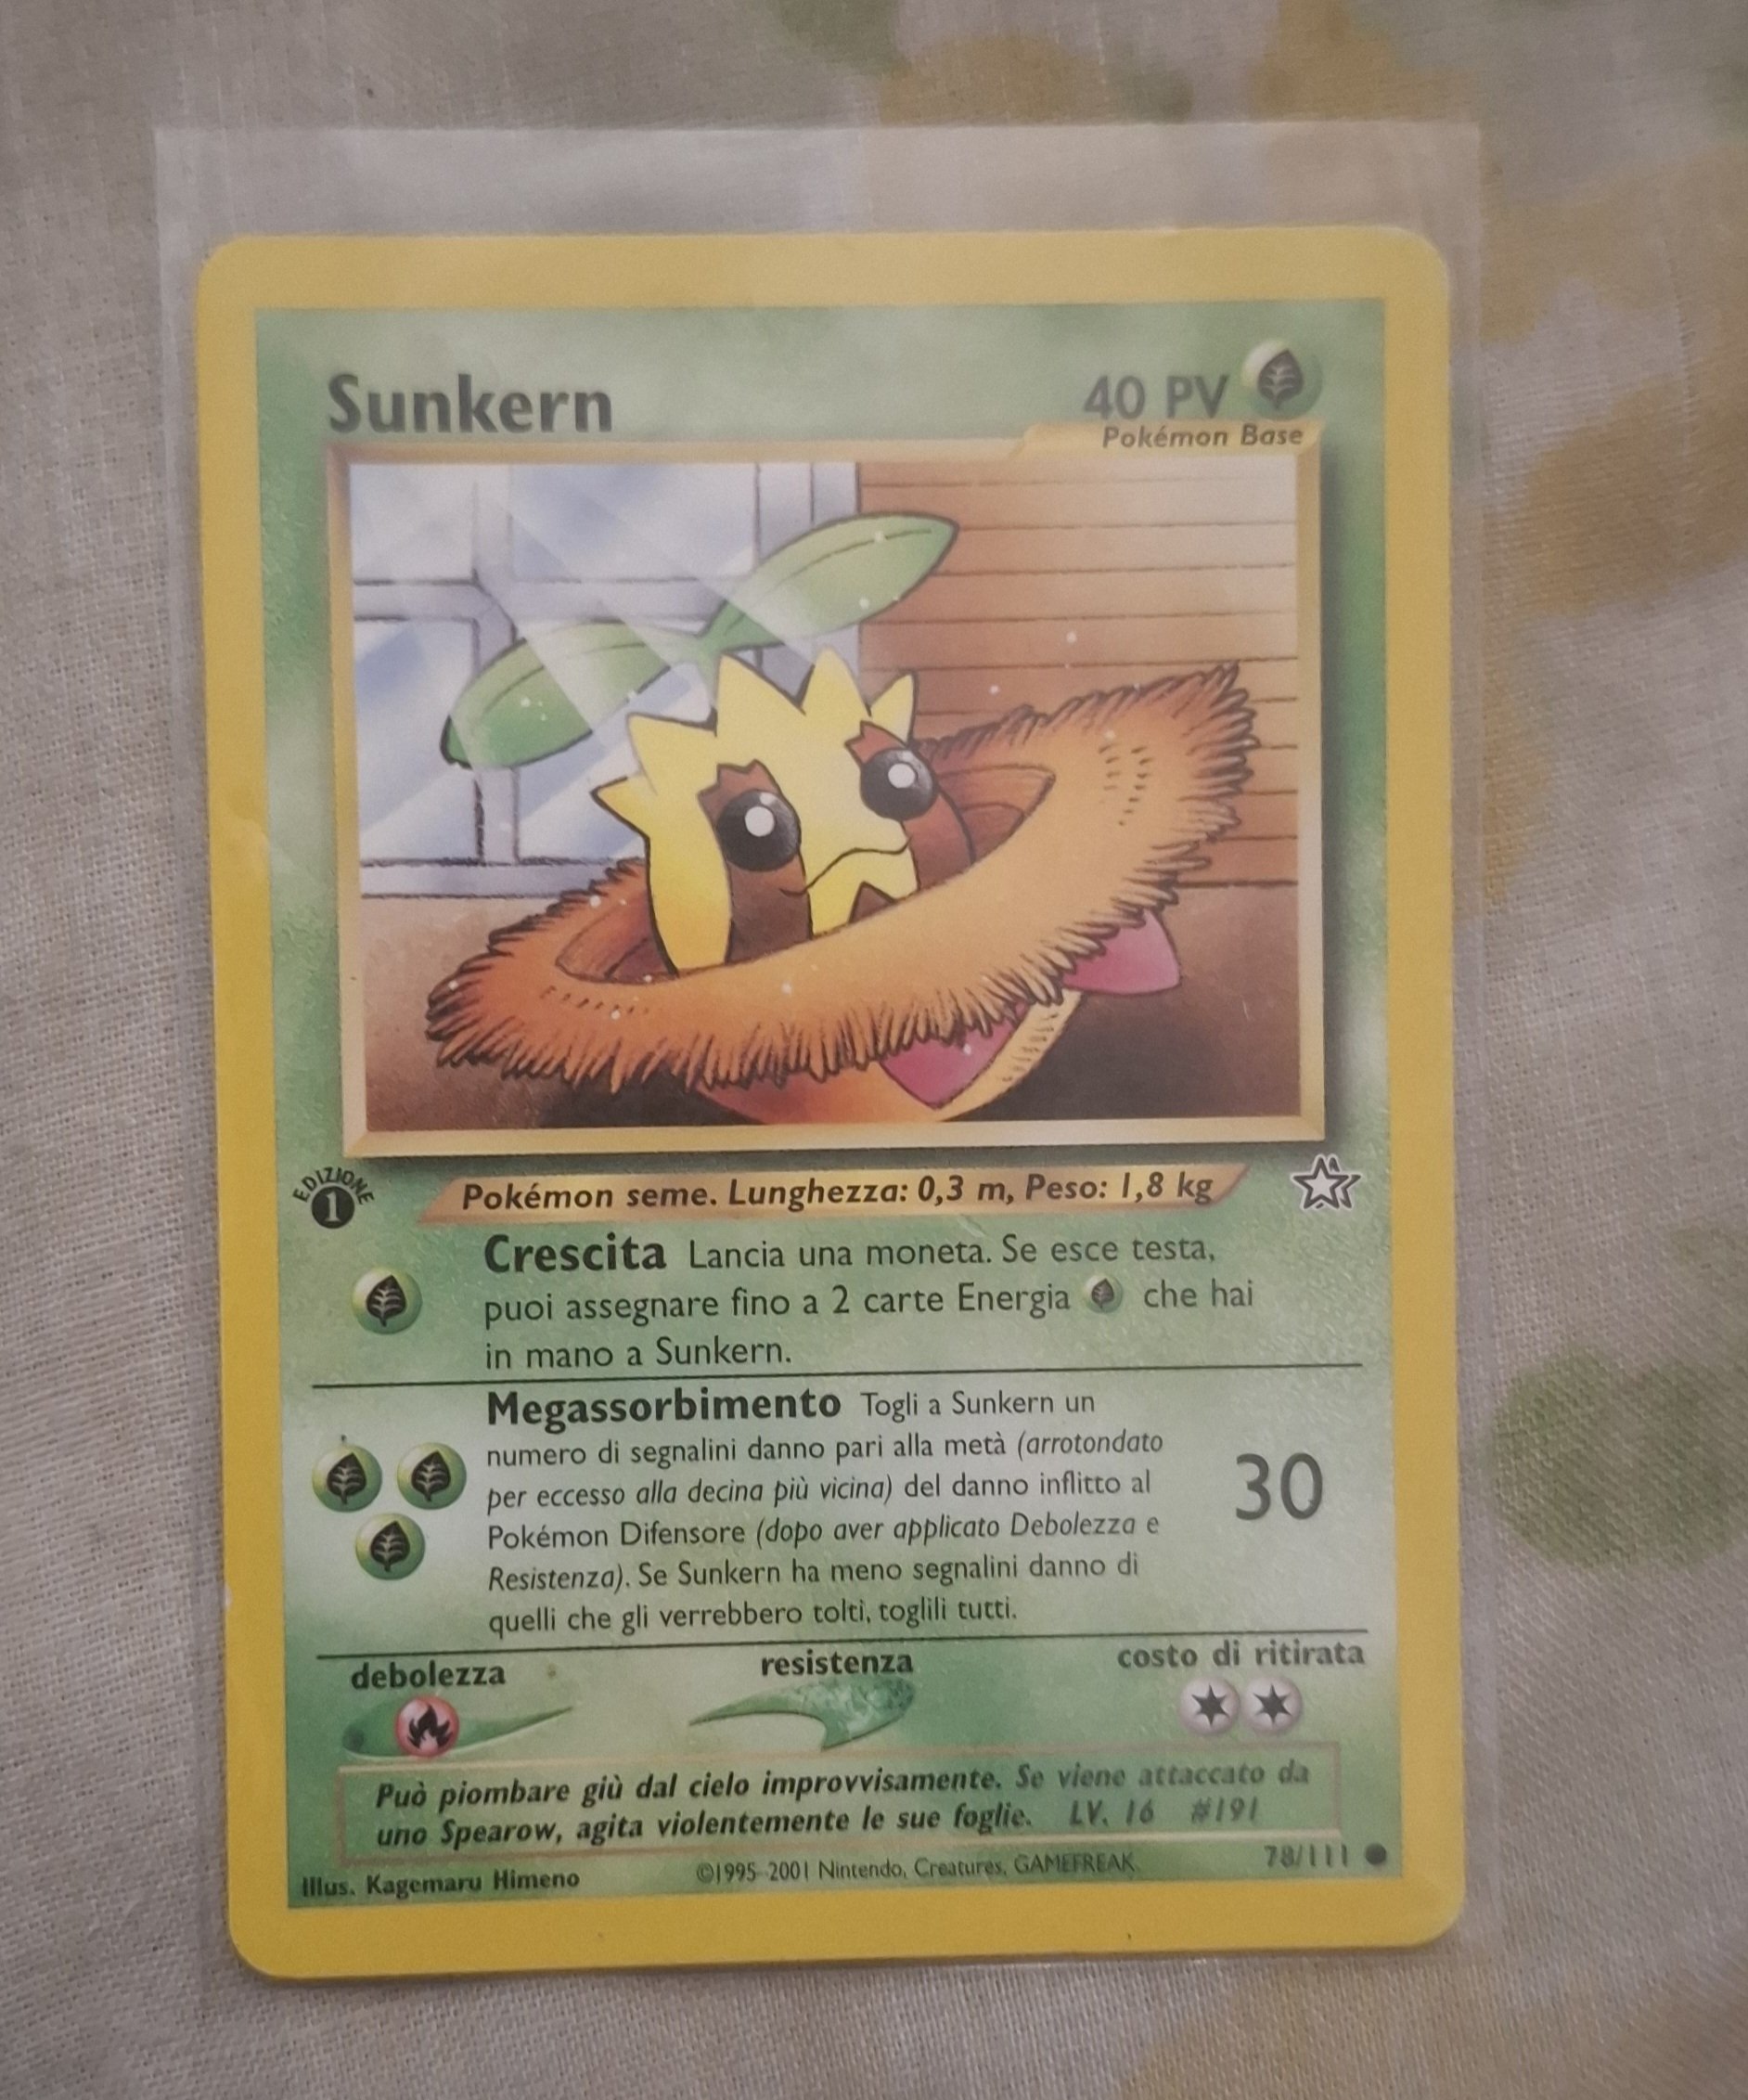 Sunkern
40 PV
Pokémon Base
EDIZIONE
1
Pokémon seme. Lunghezza: 0,3 m, Peso: 1,8 kg
Crescita Lancia una moneta. Se esce testa,
puoi assegnare fino a 2 carte Energia che hai
in mano a Sunkern.
Megassorbimento Togli a Sunkern un
numero di segnalini danno pari alla metà (arrotondato
per eccesso alla decina più vicina) del danno inflitto al
Pokémon Difensore (dopo aver applicato Debolezza e
Resistenza). Se Sunkern ha meno segnalini danno di
quelli che gli verrebbero tolti, toglili tutti.
30
debolezza
resistenza
costo di ritirata
Può piombare giù dal cielo improvvisamente. Se viene attaccato da
uno Spearow, agita violentemente le sue foglie. LV. 16 #191
Illus. Kagemaru Himeno
©1995-2001 Nintendo, Creatures, GAMEFREAK.
78/111